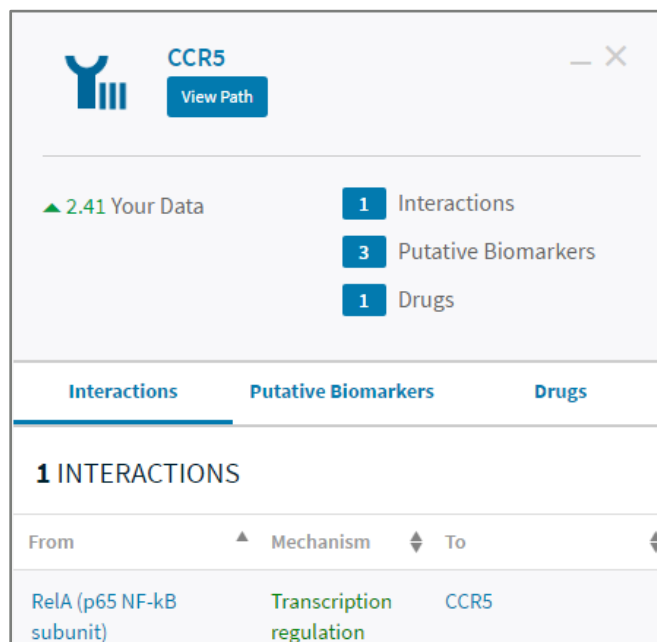 CCR5
View Path
2.41 Your Data
1 Interactions
3 Putative Biomarkers
1 Drugs
Interactions Putative Biomarkers Drugs
1 INTERACTIONS
From Mechanism To
RelA (p65 NF-kB Transcription CCR5
subunit) regulation